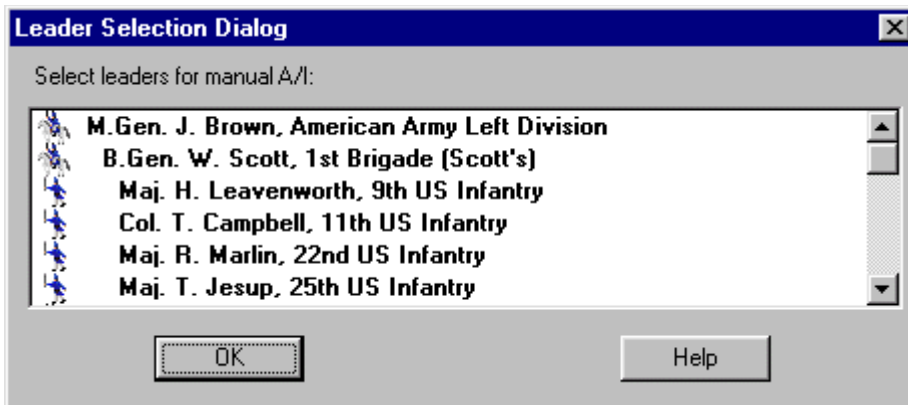 Leader Selection Dialog
Select leaders for manual A/I:
M.Gen. J. Brown, American Army Left Division
B.Gen. W. Scott, 1st Brigade (Scott's)
Maj. H. Leavenworth, 9th US Infantry
Col. T. Campbell, 11th US Infantry
Maj. R. Marlin, 22nd US Infantry
Maj. T. Jesup, 25th US Infantry
OK Help